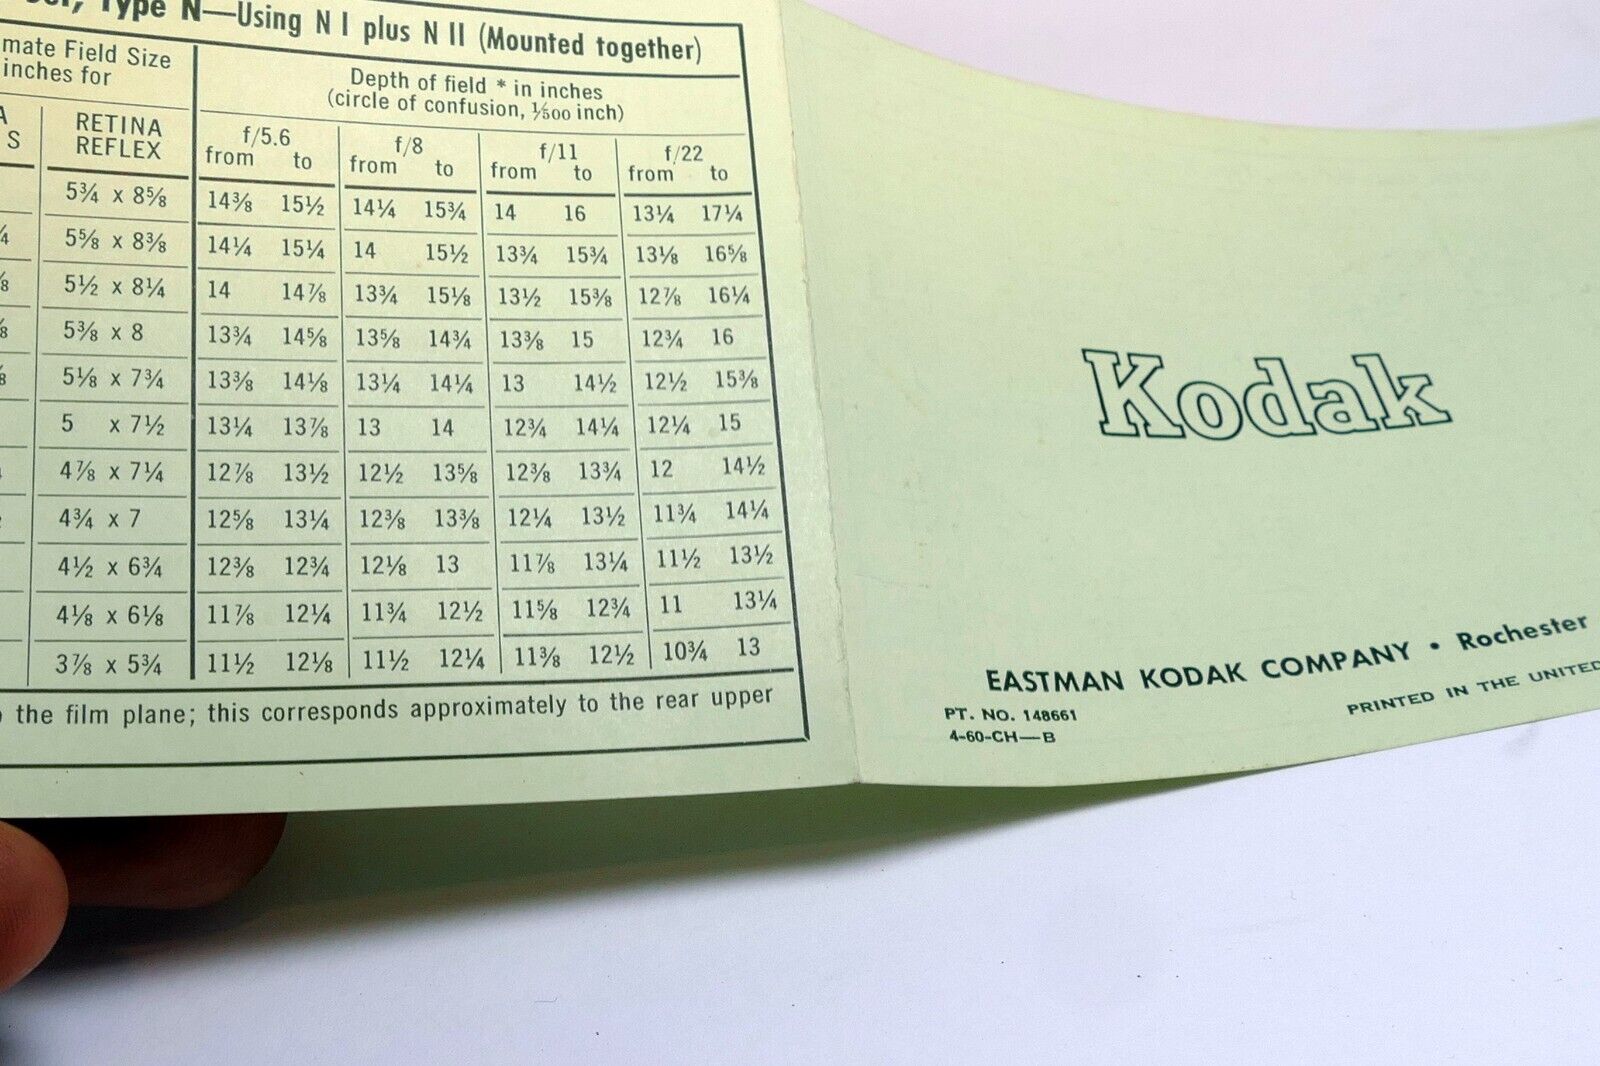 Type N—Using N I plus N II (Mounted together)
mate Field Size
inches for
Depth of field * in inches
(circle of confusion, 1/500 inch)
A
S
RETINA
REFLEX
f/5.6 f/8 f/11 f/22
from to from to from to from to
5¾ x 8⅝ 14⅜ 15½ 14¼ 15¾ 14 16 13¼ 17¼
5⅝ x 8⅜ 14¼ 15¼ 14 15½ 13¾ 15¾ 13⅛ 16⅝
5½ x 8¼ 14 14⅞ 13¾ 15⅛ 13½ 15⅜ 12⅞ 16¼
5⅜ x 8 13¾ 14⅝ 13⅝ 14¾ 13⅜ 15 12¾ 16
5⅛ x 7¾ 13⅜ 14⅛ 13¼ 14¼ 13 14½ 12½ 15⅜
5 x 7½ 13¼ 13⅞ 13 14 12¾ 14¼ 12¼ 15
4⅞ x 7¼ 12⅞ 13½ 12½ 13⅝ 12⅜ 13¾ 12 14½
4¾ x 7 12⅝ 13¼ 12⅜ 13⅜ 12¼ 13½ 11¾ 14¼
4½ x 6¾ 12⅜ 12¾ 12⅛ 13 11⅞ 13¼ 11½ 13½
4⅛ x 6⅛ 11⅞ 12¼ 11¾ 12½ 11⅝ 12¾ 11 13¼
3⅞ x 5¾ 11½ 12⅛ 11½ 12¼ 11⅜ 12½ 10¾ 13
the film plane; this corresponds approximately to the rear upper
Kodak
EASTMAN KODAK COMPANY • Rochester
PT. NO. 148661
4-60-CH—B
PRINTED IN THE UNITED